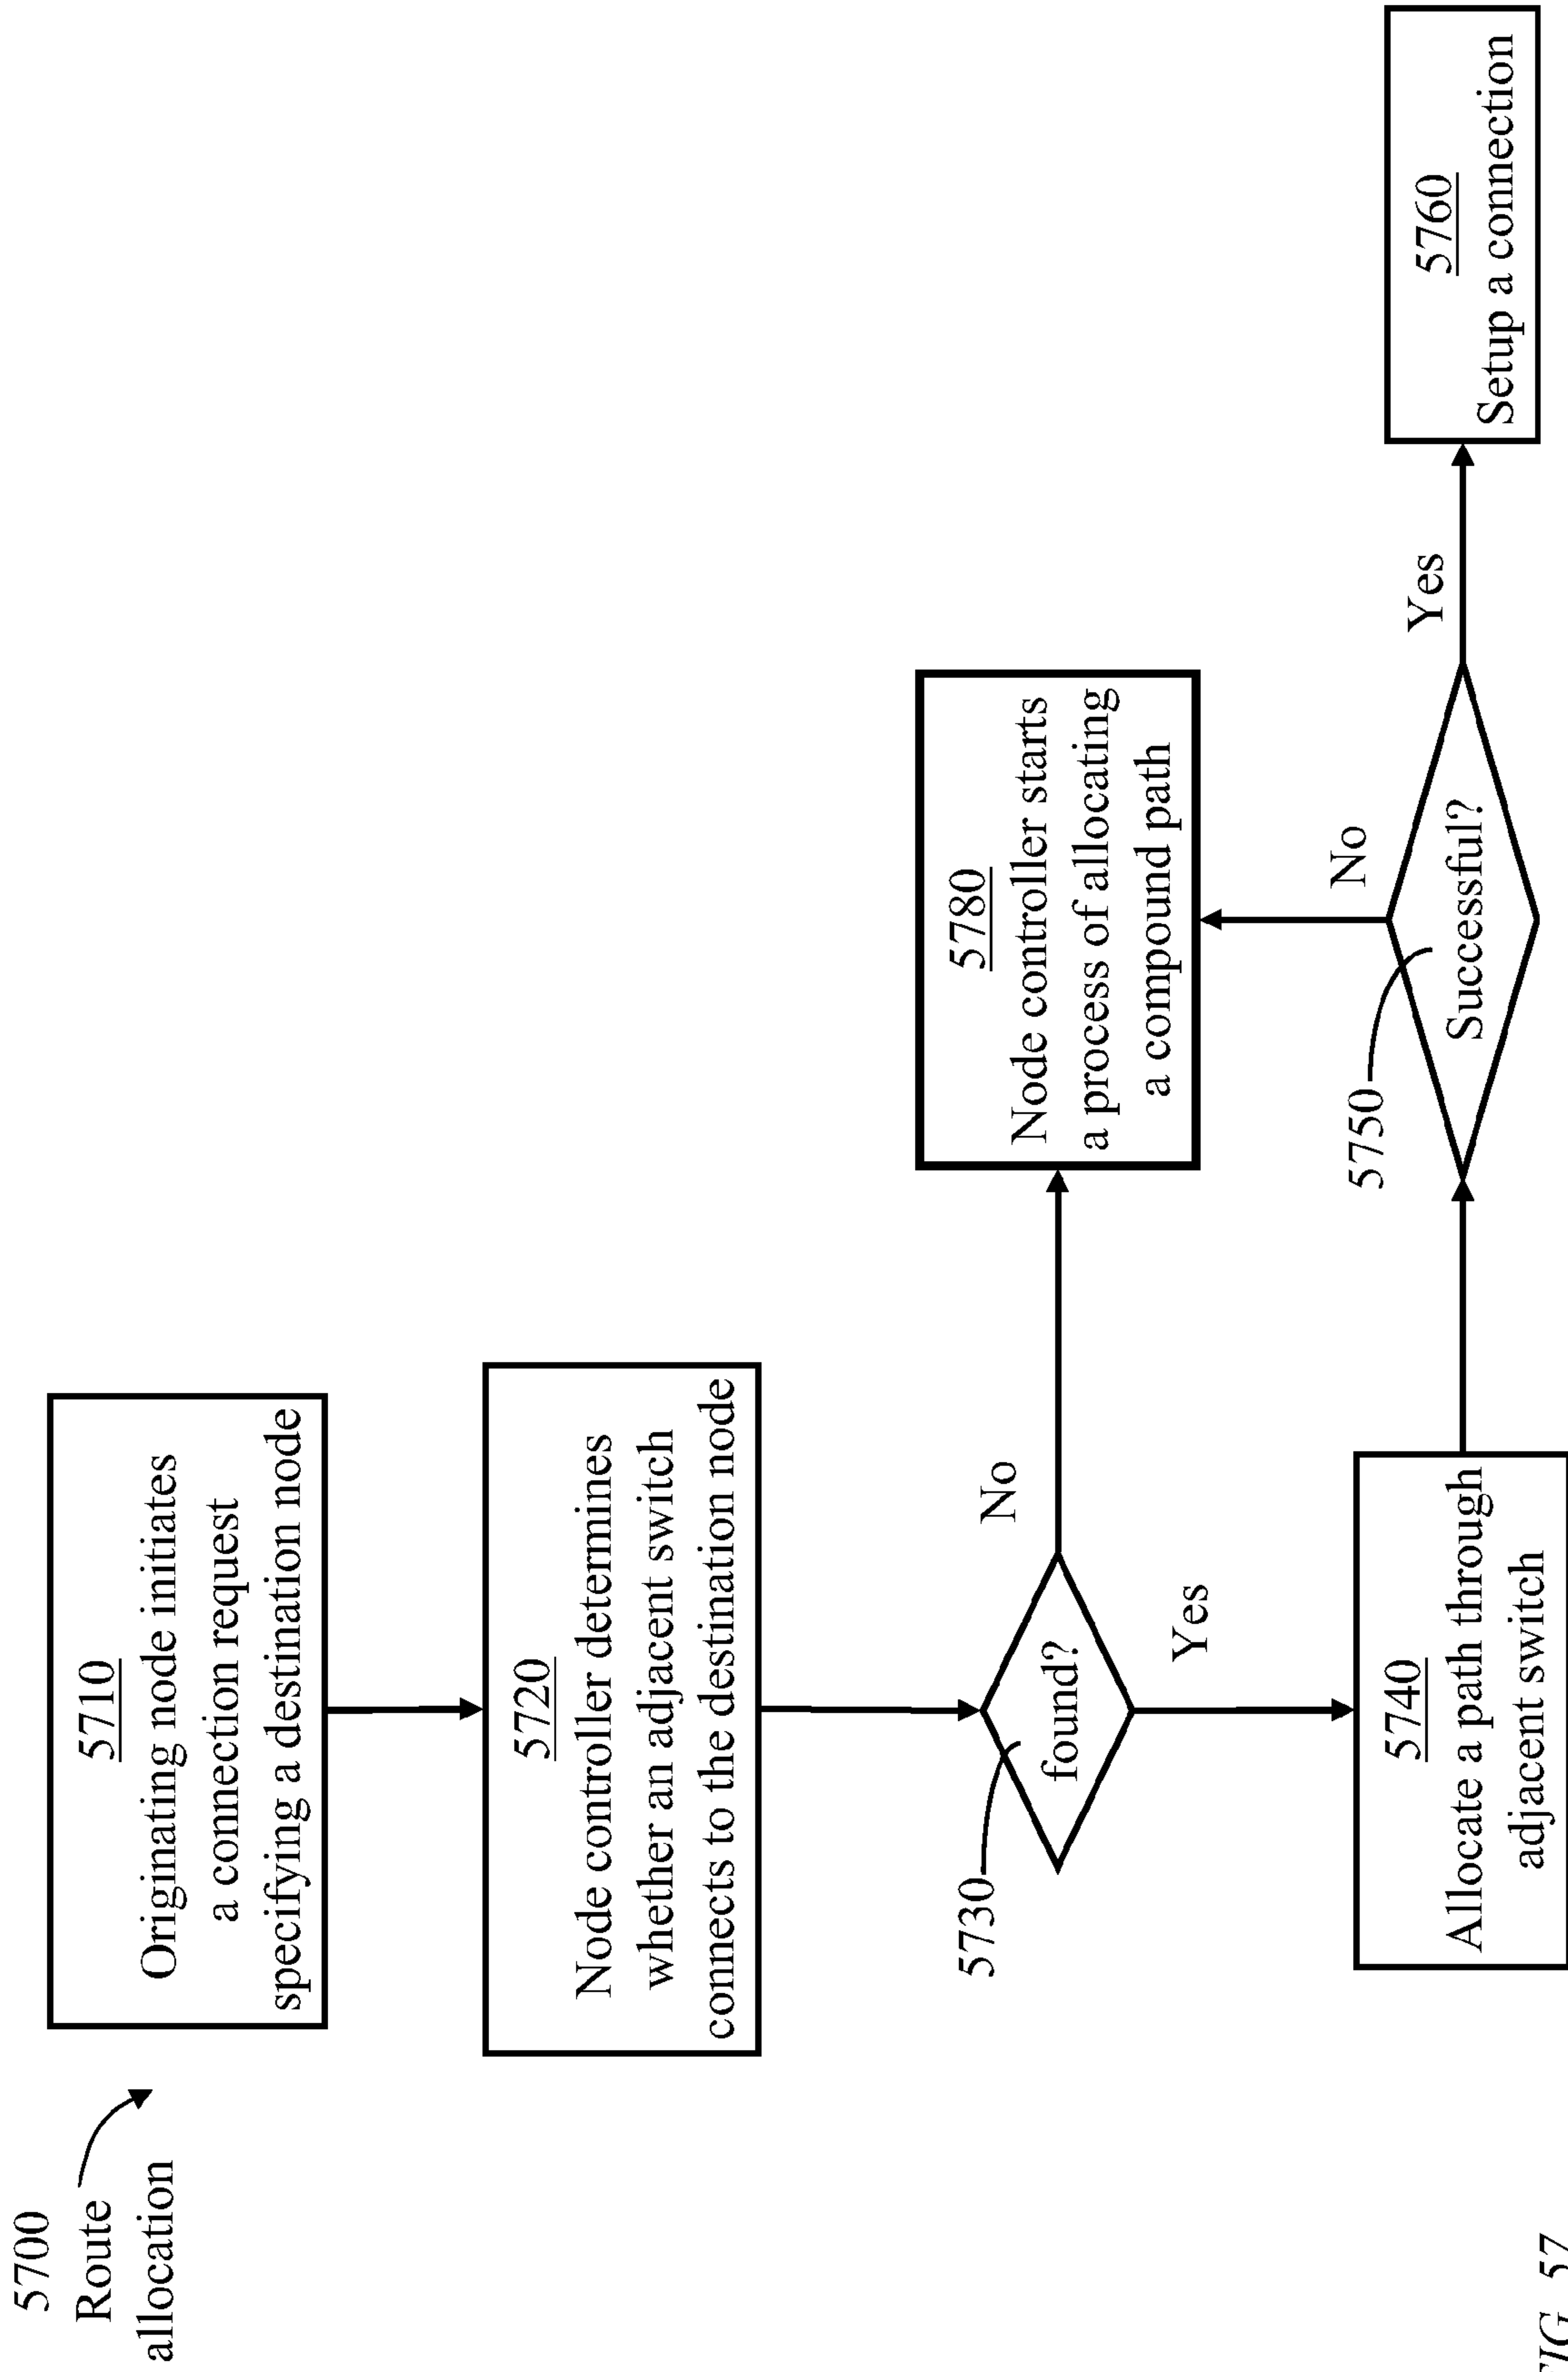 5700
Route
allocation
5710
Originating node initiates
a connection request
specifying a destination node
5720
Node controller determines
whether an adjacent switch
connects to the destination node
5730
found?
No
Yes
5780
Node controller starts
a process of allocating
a compound path
5740
Allocate a path through
adjacent switch
5750
Successful?
No
Yes
5760
Setup a connection
FIG. 57